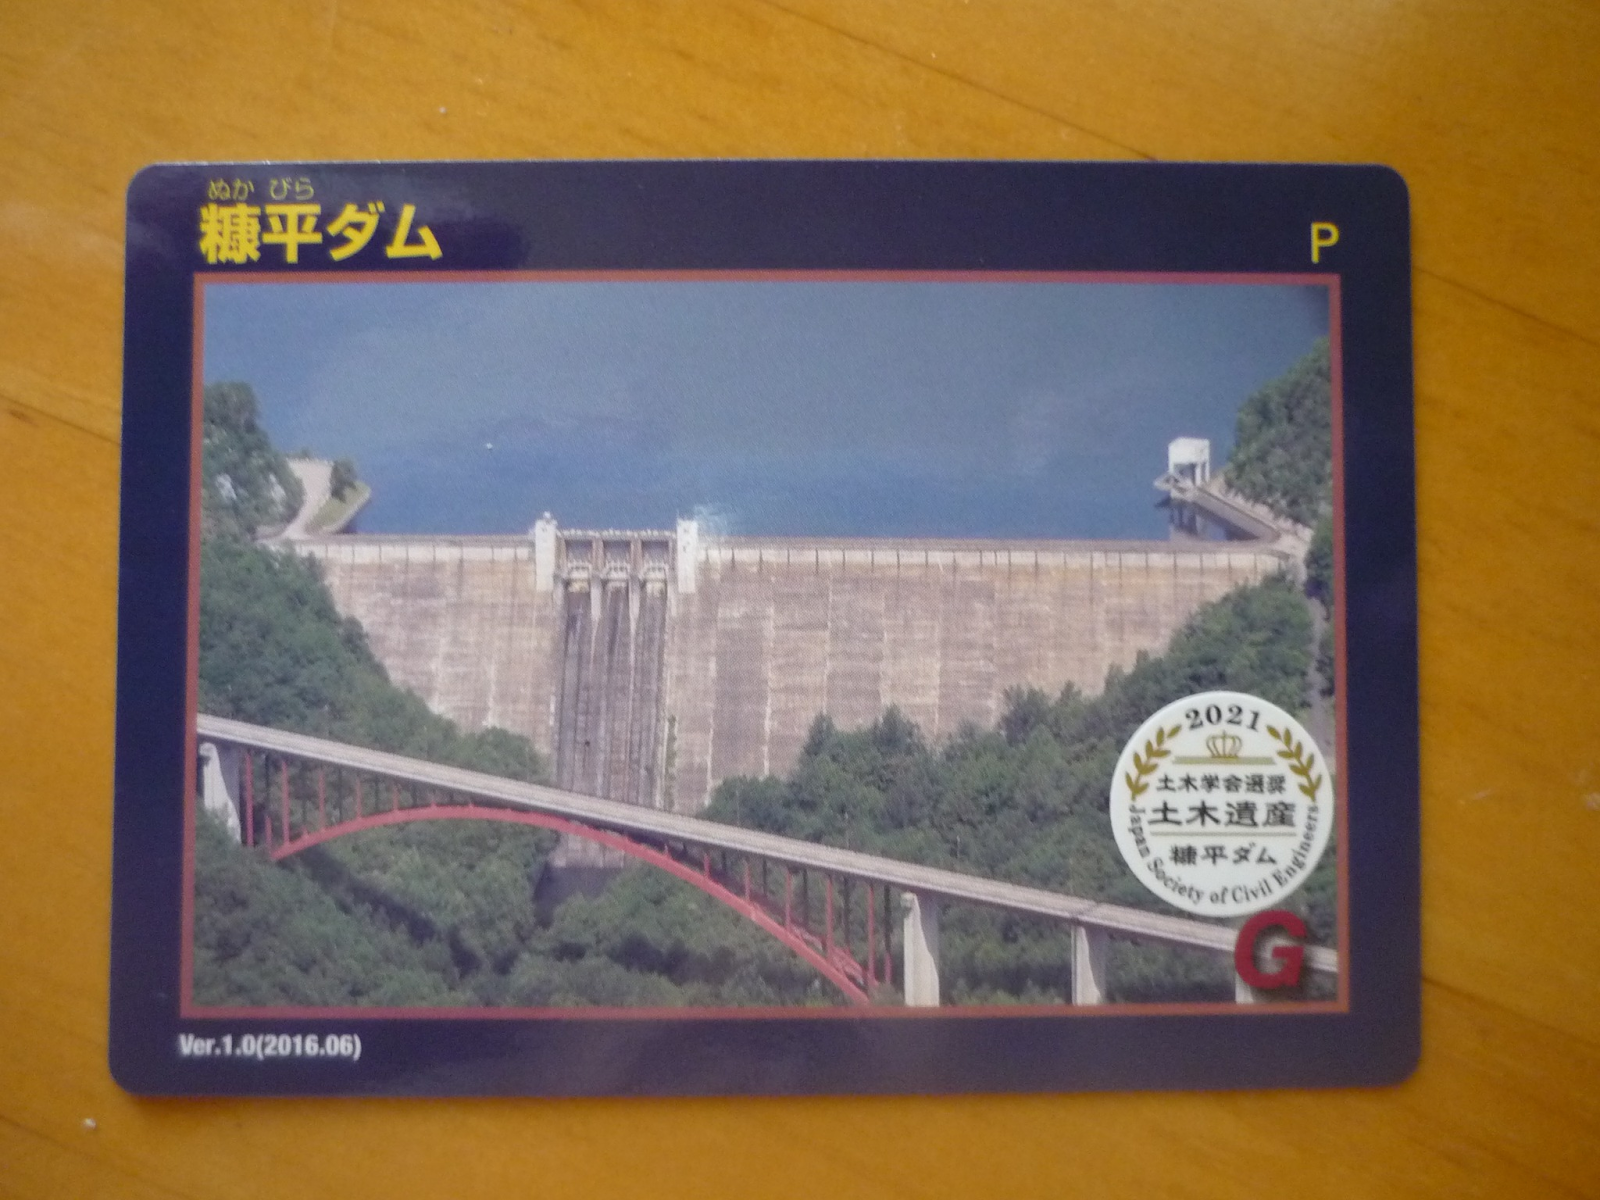 ぬか びら
糠平ダム
P
2021
土木学会選奨
土木遺産
糠平ダム
Japan Society of Civil Engineers
G
Ver.1.0(2016.06)